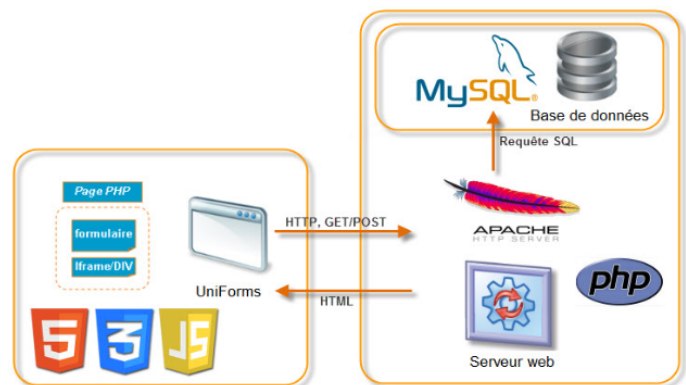 Page PHP
formulaire
Iframe/DIV
UniForms
5
3
JS
HTTP, GET/POST
HTML
MySQL®
Base de données
Requête SQL
APACHE
HTTP SERVER
php
Serveur web